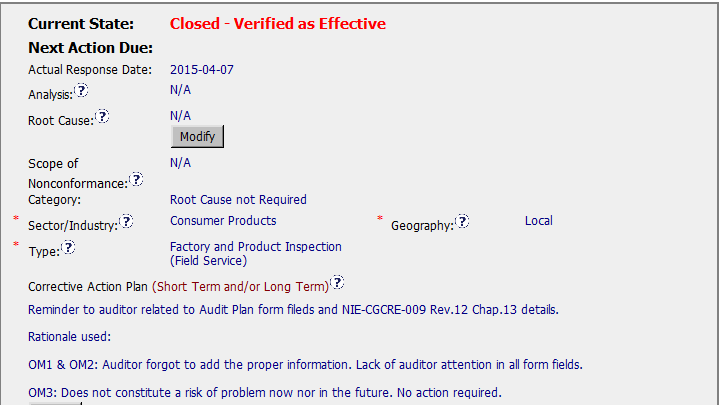 Current State: Closed - Verified as Effective
Next Action Due:
Actual Response Date: 2015-04-07
Analysis:? N/A
Root Cause:? N/A
Modify
Scope of N/A
Nonconformance:?
Category: Root Cause not Required
* Sector/Industry:? Consumer Products * Geography:? Local
* Type:? Factory and Product Inspection
(Field Service)
Corrective Action Plan (Short Term and/or Long Term)?
Reminder to auditor related to Audit Plan form fileds and NIE-CGCRE-009 Rev.12 Chap.13 details.
Rationale used:
OM1 & OM2: Auditor forgot to add the proper information. Lack of auditor attention in all form fields.
OM3: Does not constitute a risk of problem now nor in the future. No action required.